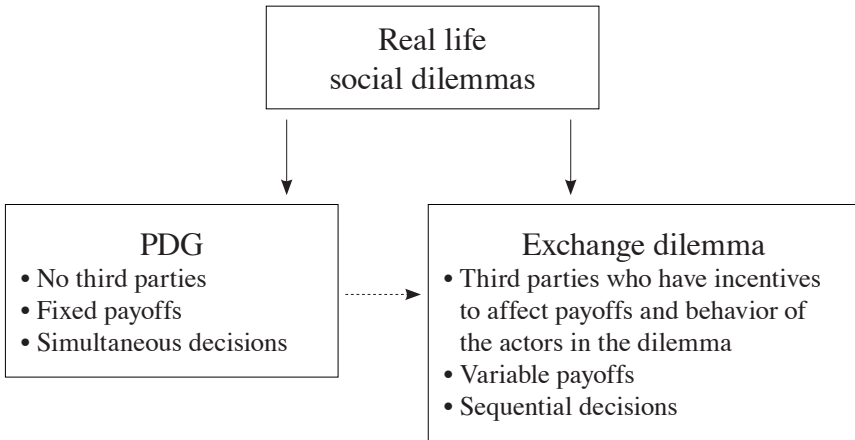 Real life
social dilemmas
PDG
• No third parties
• Fixed payoffs
• Simultaneous decisions
Exchange dilemma
• Third parties who have incentives
to affect payoffs and behavior of
the actors in the dilemma
• Variable payoffs
• Sequential decisions